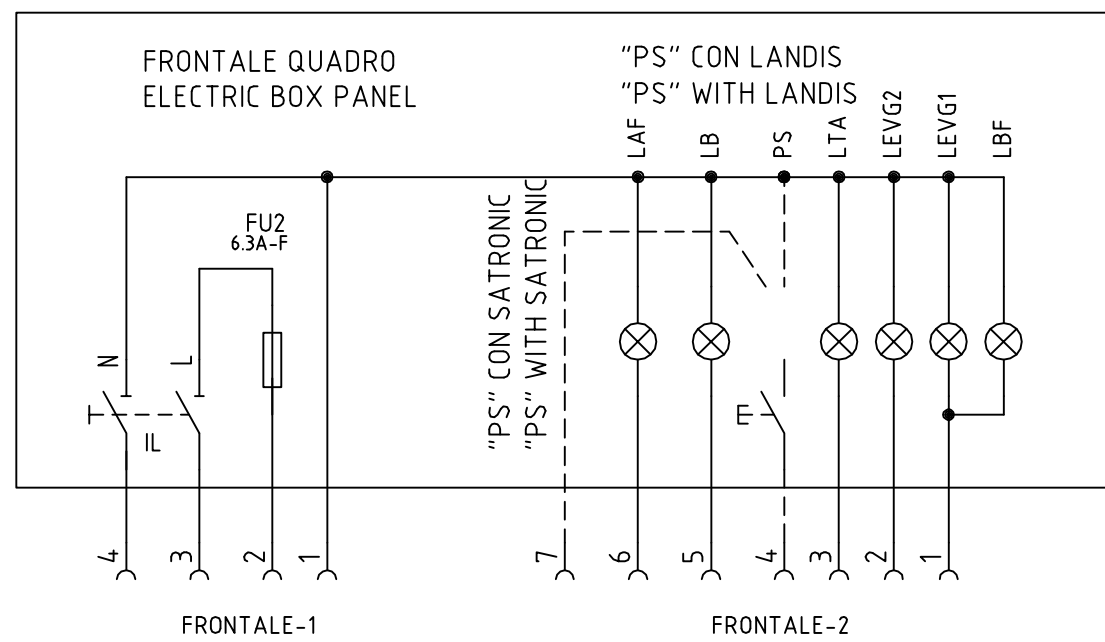 FRONTALE QUADRO
ELECTRIC BOX PANEL
"PS" CON LANDIS
"PS" WITH LANDIS
LAF
LB
PS
LTA
LEVG2
LEVG1
LBF
"PS" CON SATRONIC
"PS" WITH SATRONIC
FU2
6.3A-F
N
L
IL
4
3
2
1
7
6
5
4
3
2
1
FRONTALE-1
FRONTALE-2